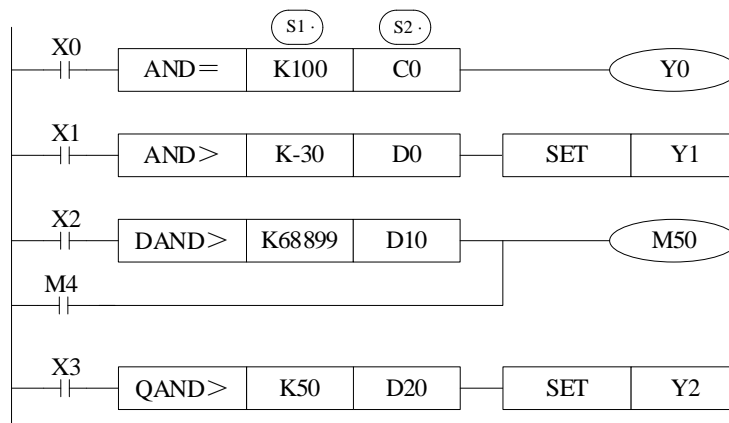 S1· S2·
X0
AND= K100 C0 Y0
X1
AND> K-30 D0 SET Y1
X2
DAND> K68899 D10 M50
M4
X3
QAND> K50 D20 SET Y2